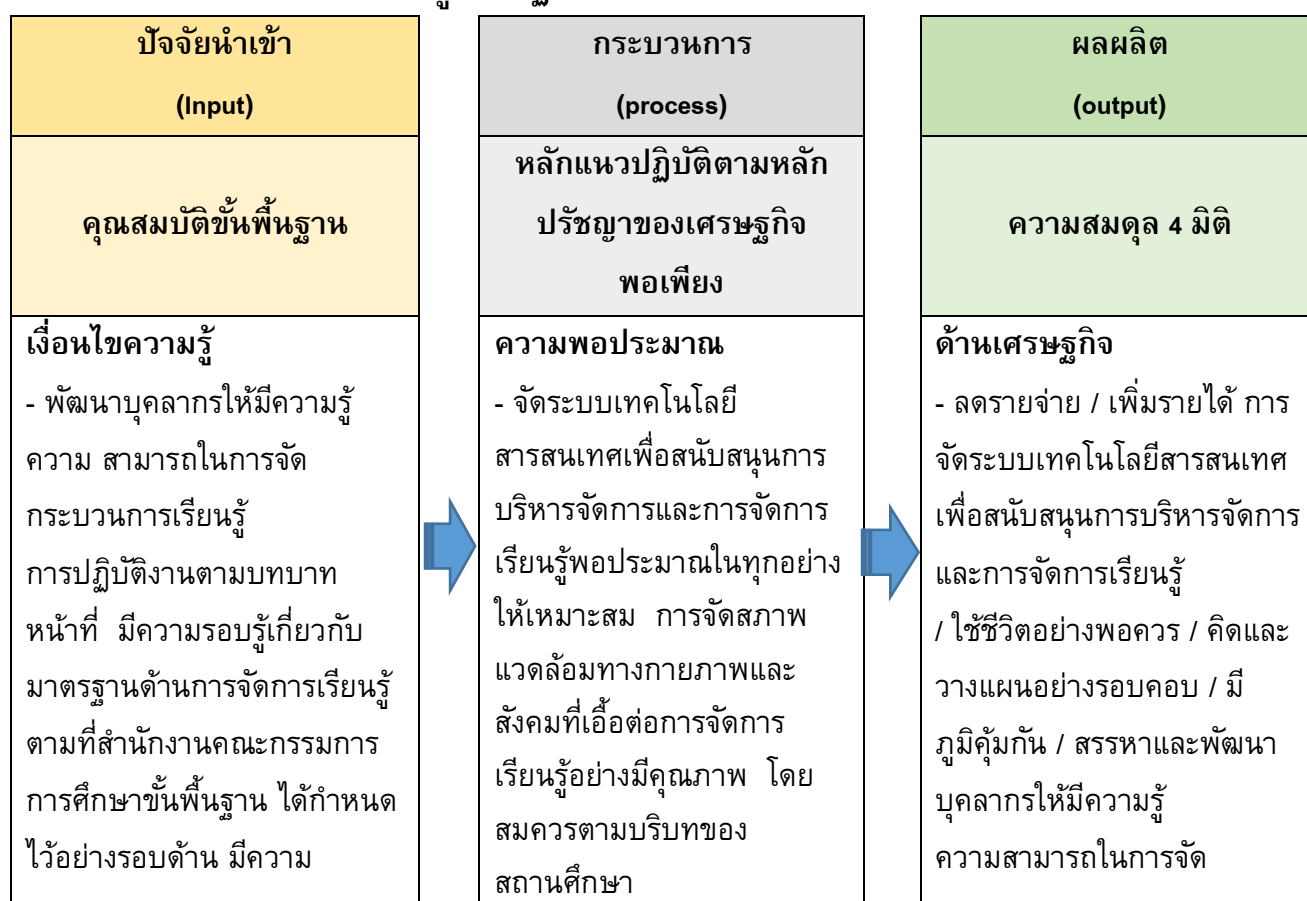 ปัจจัยนำเข้า
(Input)
คุณสมบัติขั้นพื้นฐาน
เงื่อนไขความรู้
- พัฒนาบุคลากรให้มีความรู้
ความ สามารถในการจัด
กระบวนการเรียนรู้
การปฏิบัติงานตามบทบาท
หน้าที่ มีความรอบรู้เกี่ยวกับ
มาตรฐานด้านการจัดการเรียนรู้
ตามที่สำนักงานคณะกรรมการ
การศึกษาขั้นพื้นฐาน ได้กำหนด
ไว้อย่างรอบด้าน มีความ
กระบวนการ
(process)
หลักแนวปฏิบัติตามหลัก
ปรัชญาของเศรษฐกิจ
พอเพียง
ความพอประมาณ
- จัดระบบเทคโนโลยี
สารสนเทศเพื่อสนับสนุนการ
บริหารจัดการและการจัดการ
เรียนรู้พอประมาณในทุกอย่าง
ให้เหมาะสม การจัดสภาพ
แวดล้อมทางกายภาพและ
สังคมที่เอื้อต่อการจัดการ
เรียนรู้อย่างมีคุณภาพ โดย
สมควรตามบริบทของ
สถานศึกษา
ผลผลิต
(output)
ความสมดุล 4 มิติ
ด้านเศรษฐกิจ
- ลดรายจ่าย / เพิ่มรายได้ การ
จัดระบบเทคโนโลยีสารสนเทศ
เพื่อสนับสนุนการบริหารจัดการ
และการจัดการเรียนรู้
/ ใช้ชีวิตอย่างพอควร / คิดและ
วางแผนอย่างรอบคอบ / มี
ภูมิคุ้มกัน / สรรหาและพัฒนา
บุคลากรให้มีความรู้
ความสามารถในการจัด